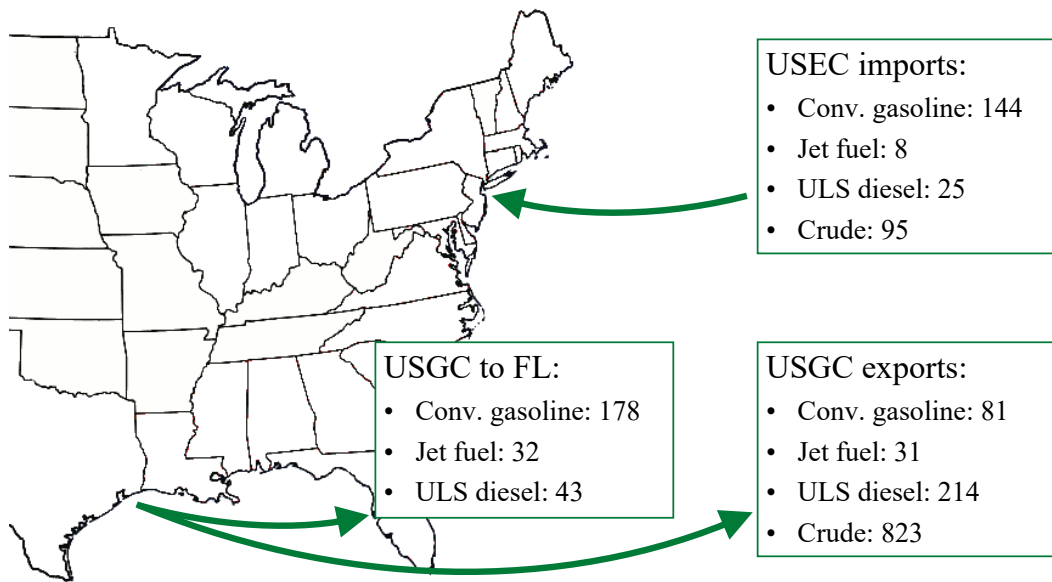 USEC imports:
• Conv. gasoline: 144
• Jet fuel: 8
• ULS diesel: 25
• Crude: 95
USGC to FL:
• Conv. gasoline: 178
• Jet fuel: 32
• ULS diesel: 43
USGC exports:
• Conv. gasoline: 81
• Jet fuel: 31
• ULS diesel: 214
• Crude: 823